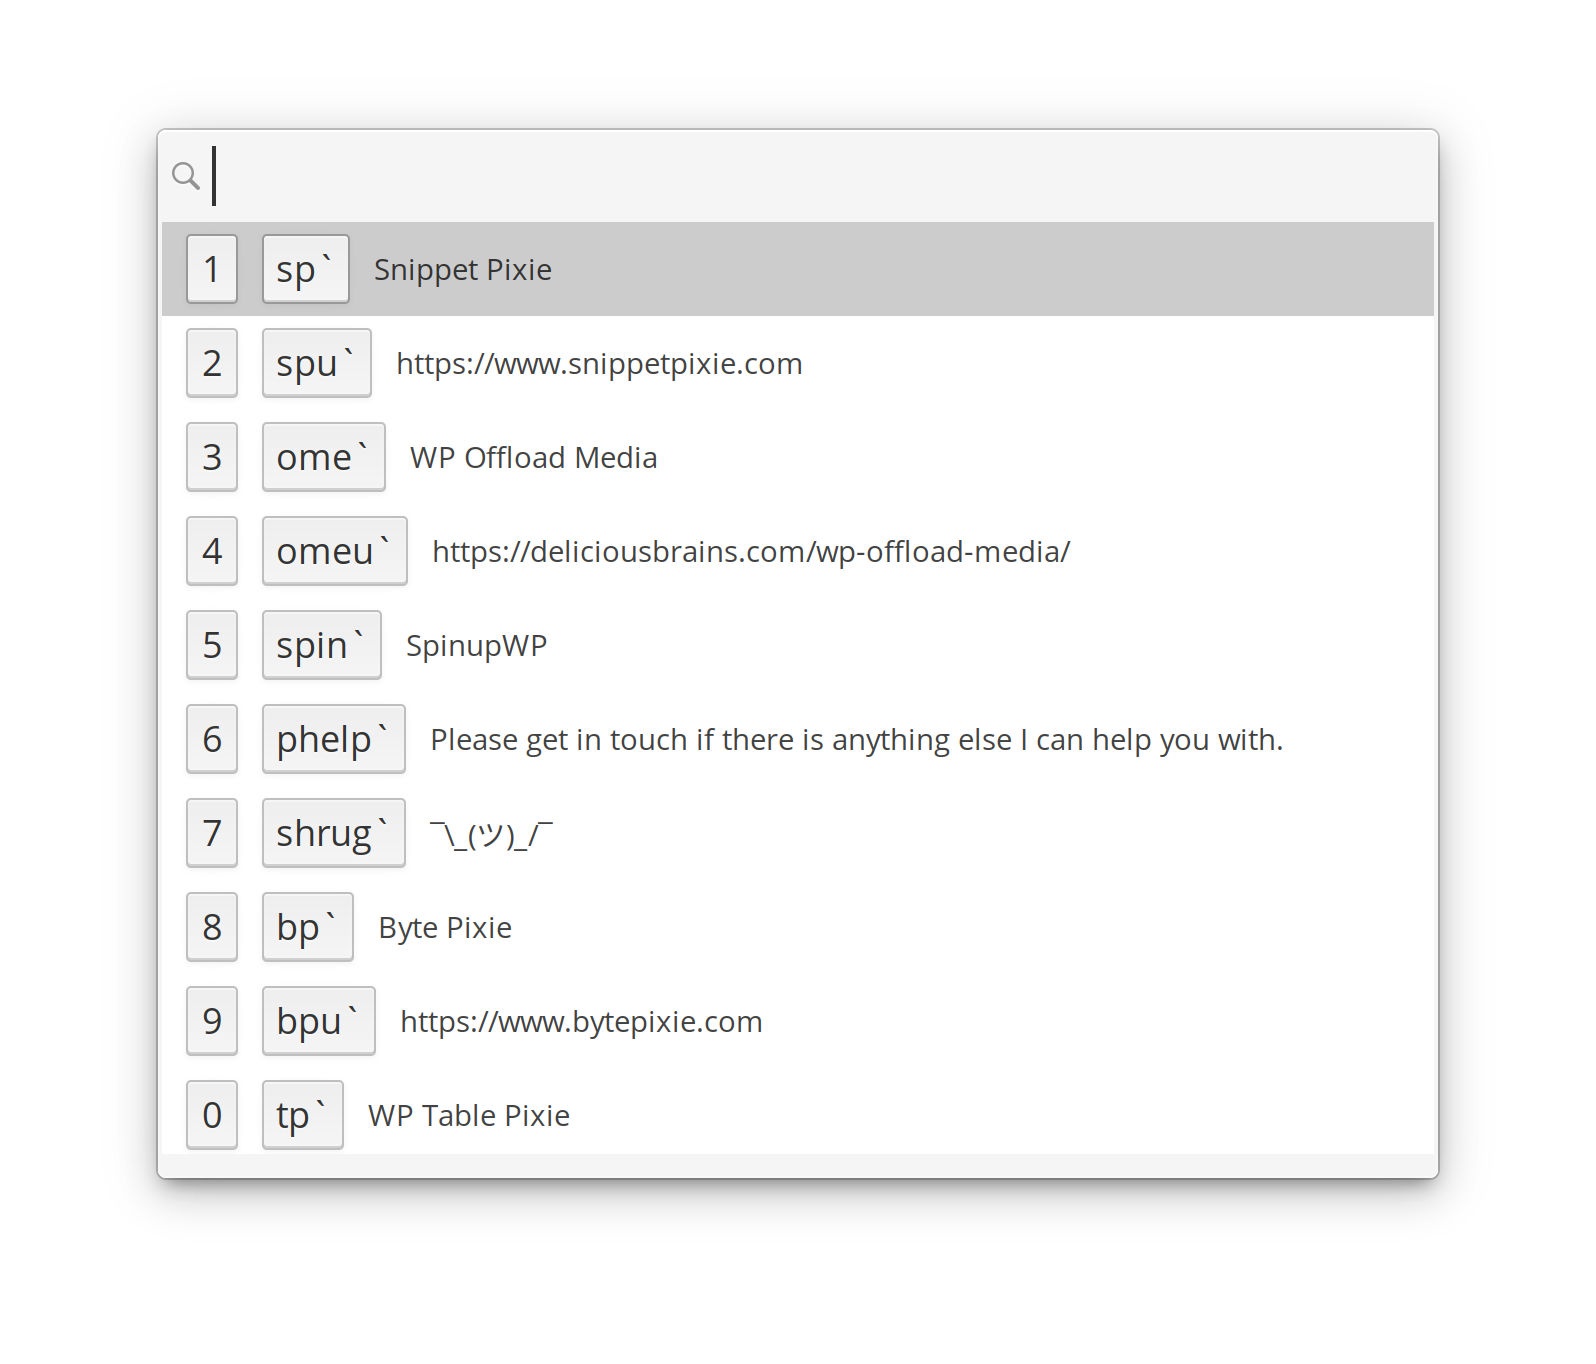 1 sp` Snippet Pixie
2 spu` https://www.snippetpixie.com
3 ome` WP Offload Media
4 omeu` https://deliciousbrains.com/wp-offload-media/
5 spin` SpinupWP
6 phelp` Please get in touch if there is anything else I can help you with.
7 shrug` ¯\_(ツ)_/¯
8 bp` Byte Pixie
9 bpu` https://www.bytepixie.com
0 tp` WP Table Pixie